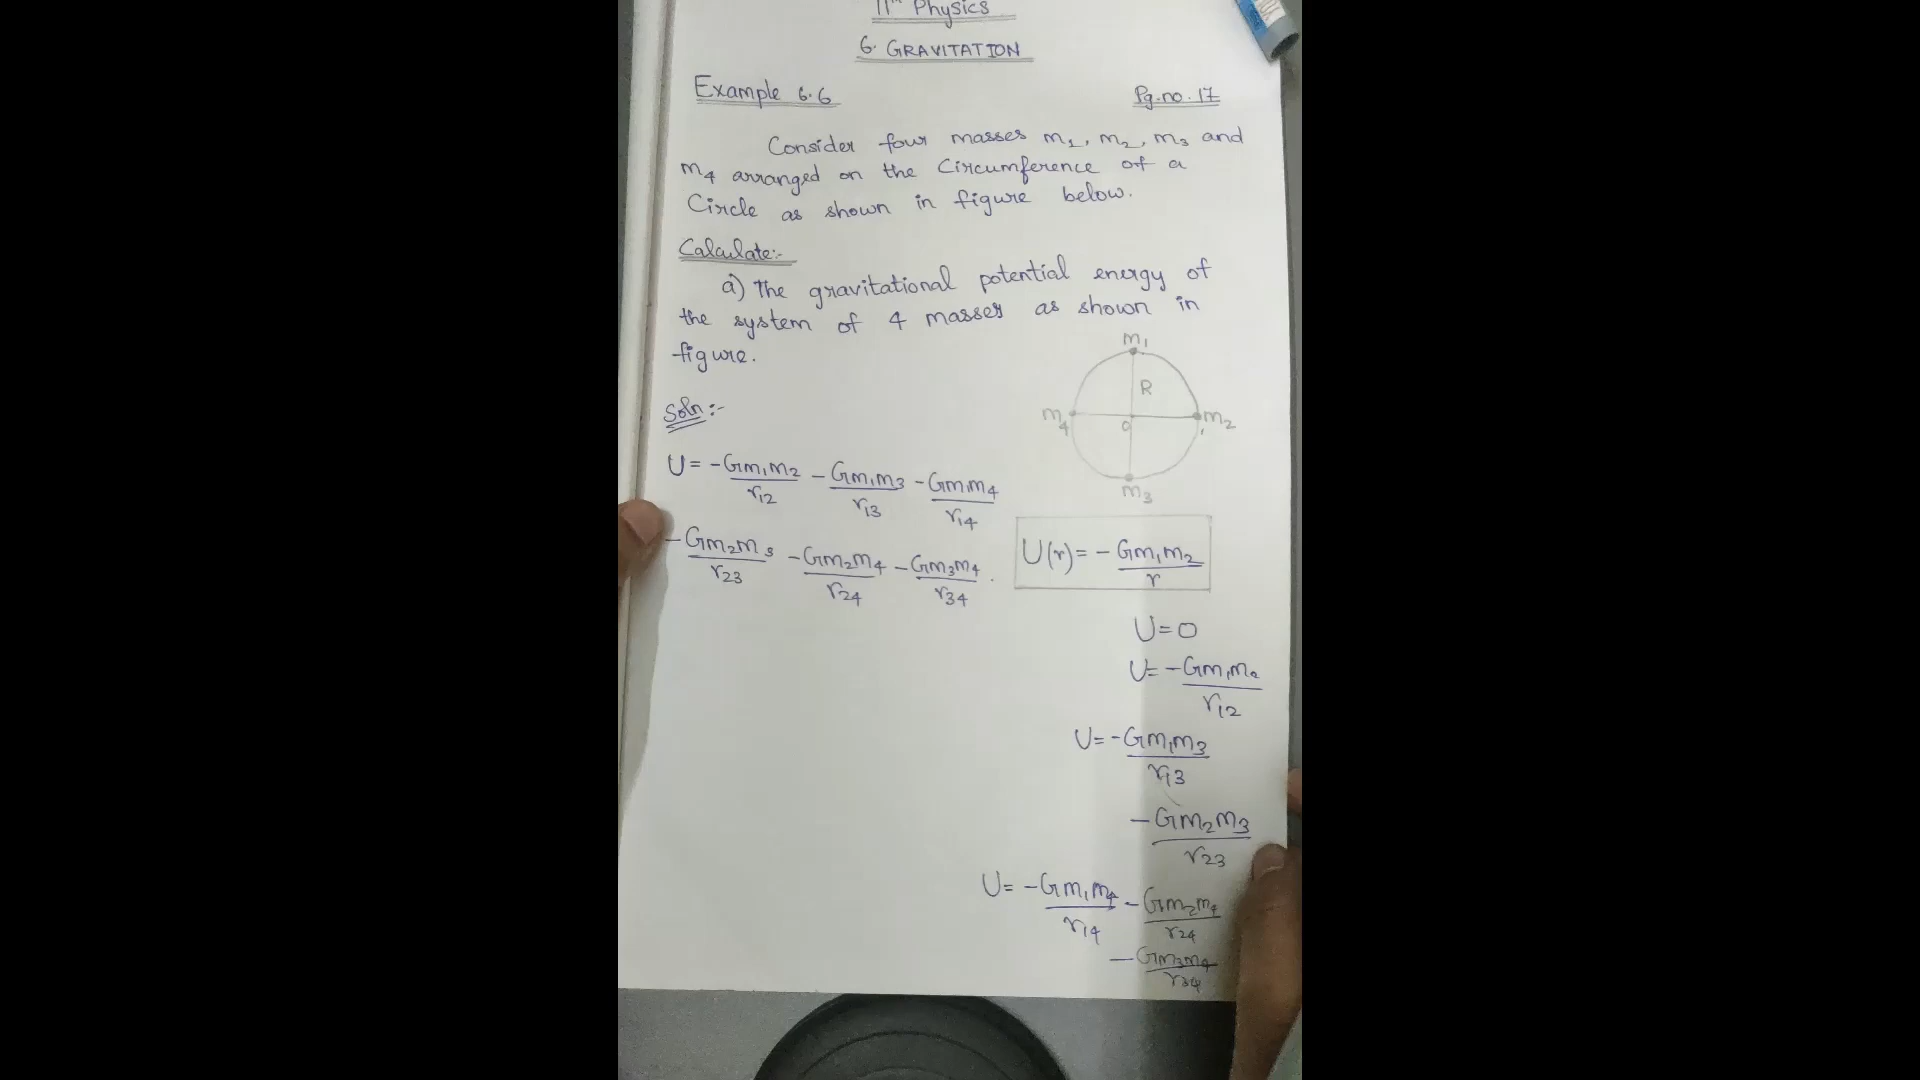 11th Physics
6. GRAVITATION
Example 6.6
Pg.no. 17
Consider four masses m₁, m₂, m₃ and
m₄ arranged on the Circumference of a
Circle as shown in figure below.
Calculate:-
a) The gravitational potential energy of
the system of 4 masses as shown in
figure.
m₁
R
m₄
O
m₂
m₃
Soln:-
U = -Gm₁m₂/r₁₂ - Gm₁m₃/r₁₃ - Gm₁m₄/r₁₄
- Gm₂m₃/r₂₃ - Gm₂m₄/r₂₄ - Gm₃m₄/r₃₄.
U(r) = - Gm₁m₂/r
U = 0
U = -Gm₁m₂/r₁₂
U = -Gm₁m₃/r₁₃
- Gm₂m₃/r₂₃
U = -Gm₁m₄/r₁₄ - Gm₂m₄/r₂₄
- Gm₃m₄/r₃₄